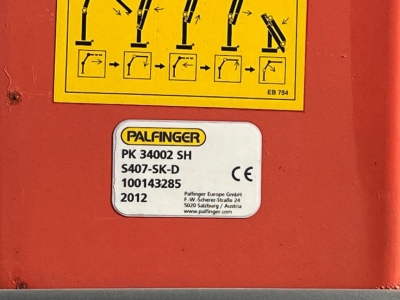 EB 754
PALFINGER
PK 34002 SH
S407-SK-D
100143285
2012
CE
Palfinger Europe GmbH
F.-W.-Scherer-Straße 24
5020 Salzburg / Austria
www.palfinger.com